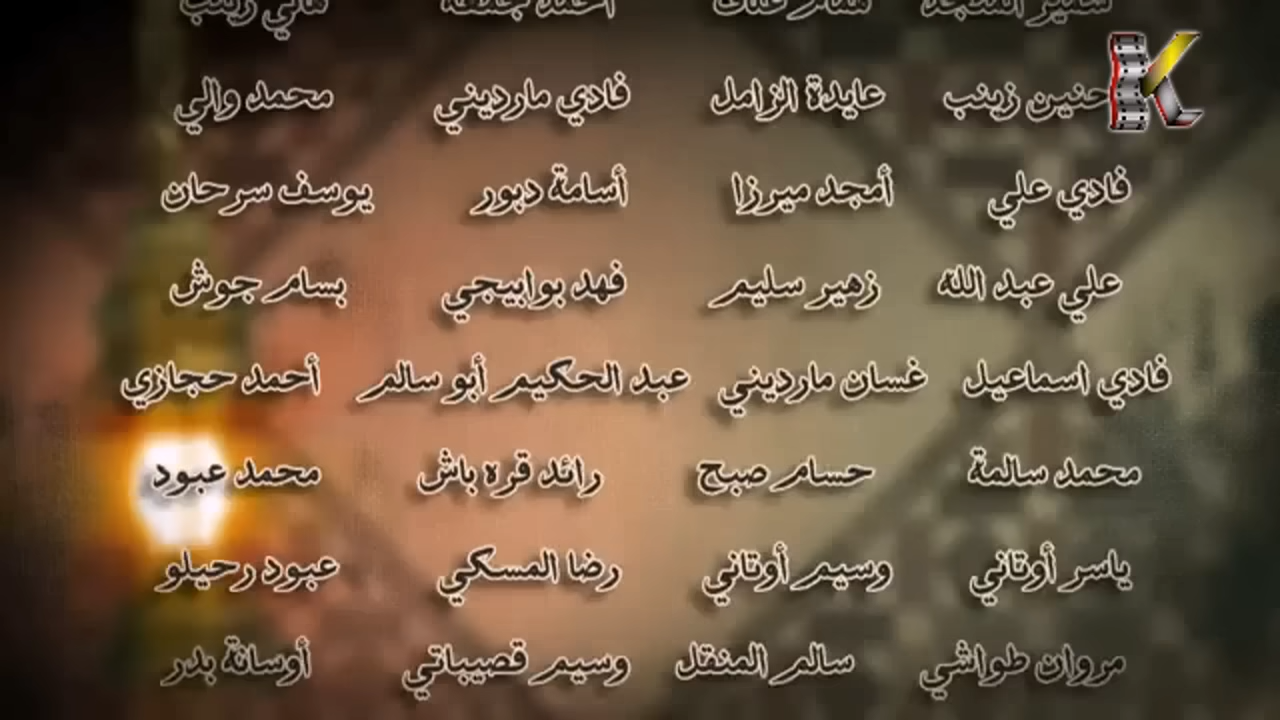 حنين زينب عايدة الزامل فادي مارديني محمد والي
فادي علي أمجد ميرزا أسامة دبور يوسف سرحان
علي عبد الله زهير سليم فهد بوابيجي بسام جوش
فادي اسماعيل غسان مارديني عبد الحكيم أبو سالم أحمد حجازي
محمد سالمة حسام صبح رائد قره باش محمد عبود
ياسر أوتاني وسيم أوتاني رضا المسكي عبود رحيلو
مروان طواشي سالم المنقل وسيم قصيباتي أوسانة بدر